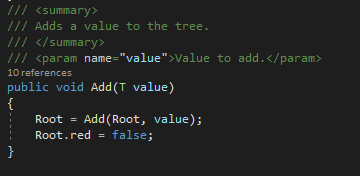 /// <summary>
/// Adds a value to the tree.
/// </summary>
/// <param name="value">Value to add.</param>
10 references
public void Add(T value)
{
    Root = Add(Root, value);
    Root.red = false;
}